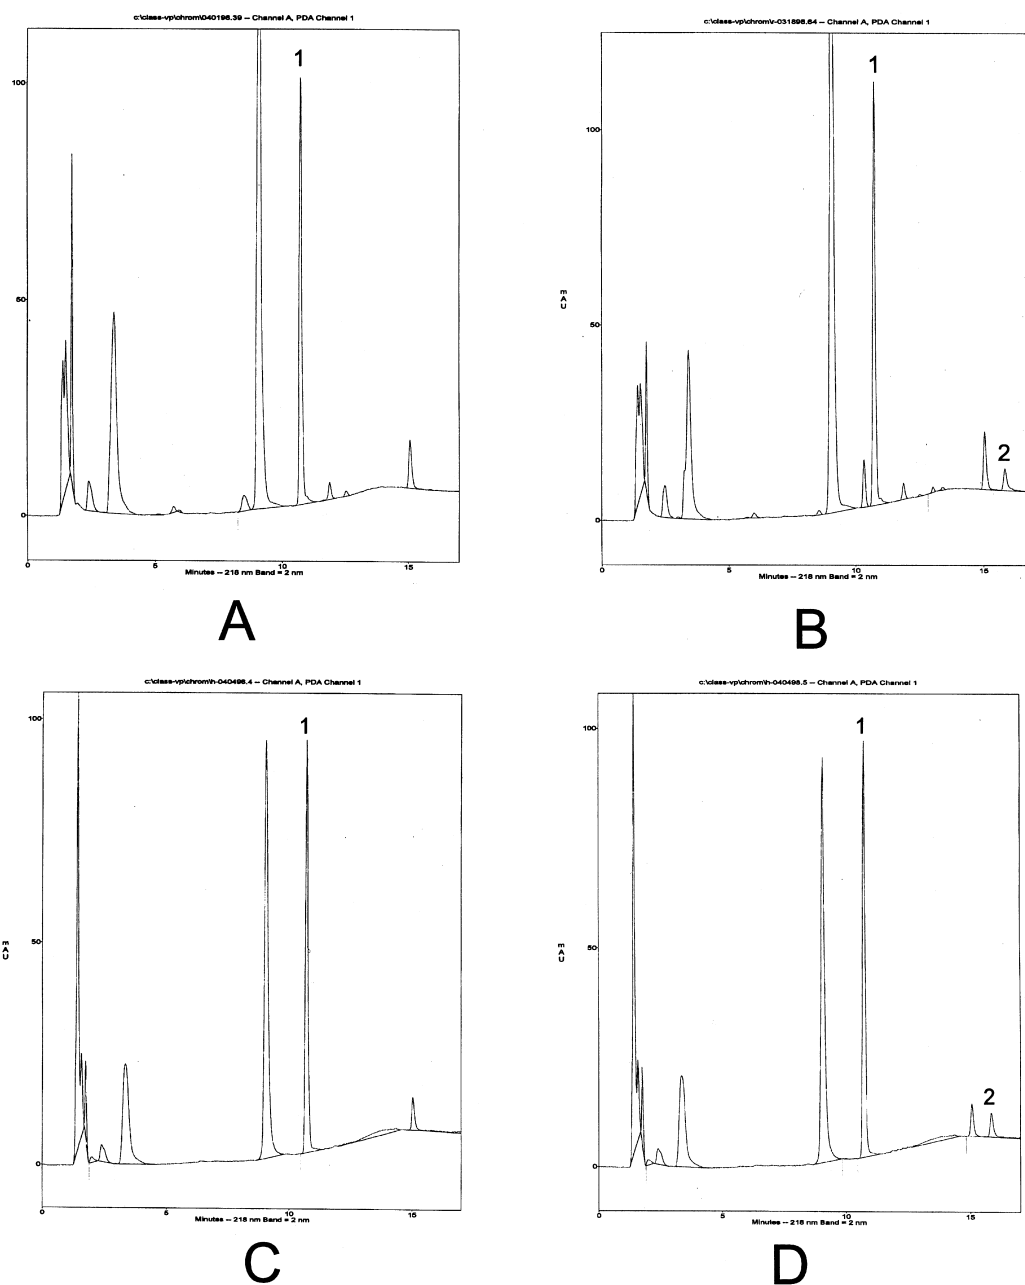 c:\class-vp\chrom\040198.39 -- Channel A, PDA Channel 1
1
100
50
0
0
5
10
15
Minutes -- 218 nm Band = 2 nm
A
c:\class-vp\chrom\r-031898.64 -- Channel A, PDA Channel 1
1
100
mAU
50
2
0
0
5
10
15
Minutes -- 218 nm Band = 2 nm
B
c:\class-vp\chrom\h-040498.4 -- Channel A, PDA Channel 1
1
100
50
mAU
0
0
5
10
15
Minutes -- 218 nm Band = 2 nm
C
c:\class-vp\chrom\h-040498.5 -- Channel A, PDA Channel 1
1
100
50
mAU
2
0
0
5
10
15
Minutes -- 218 nm Band = 2 nm
D